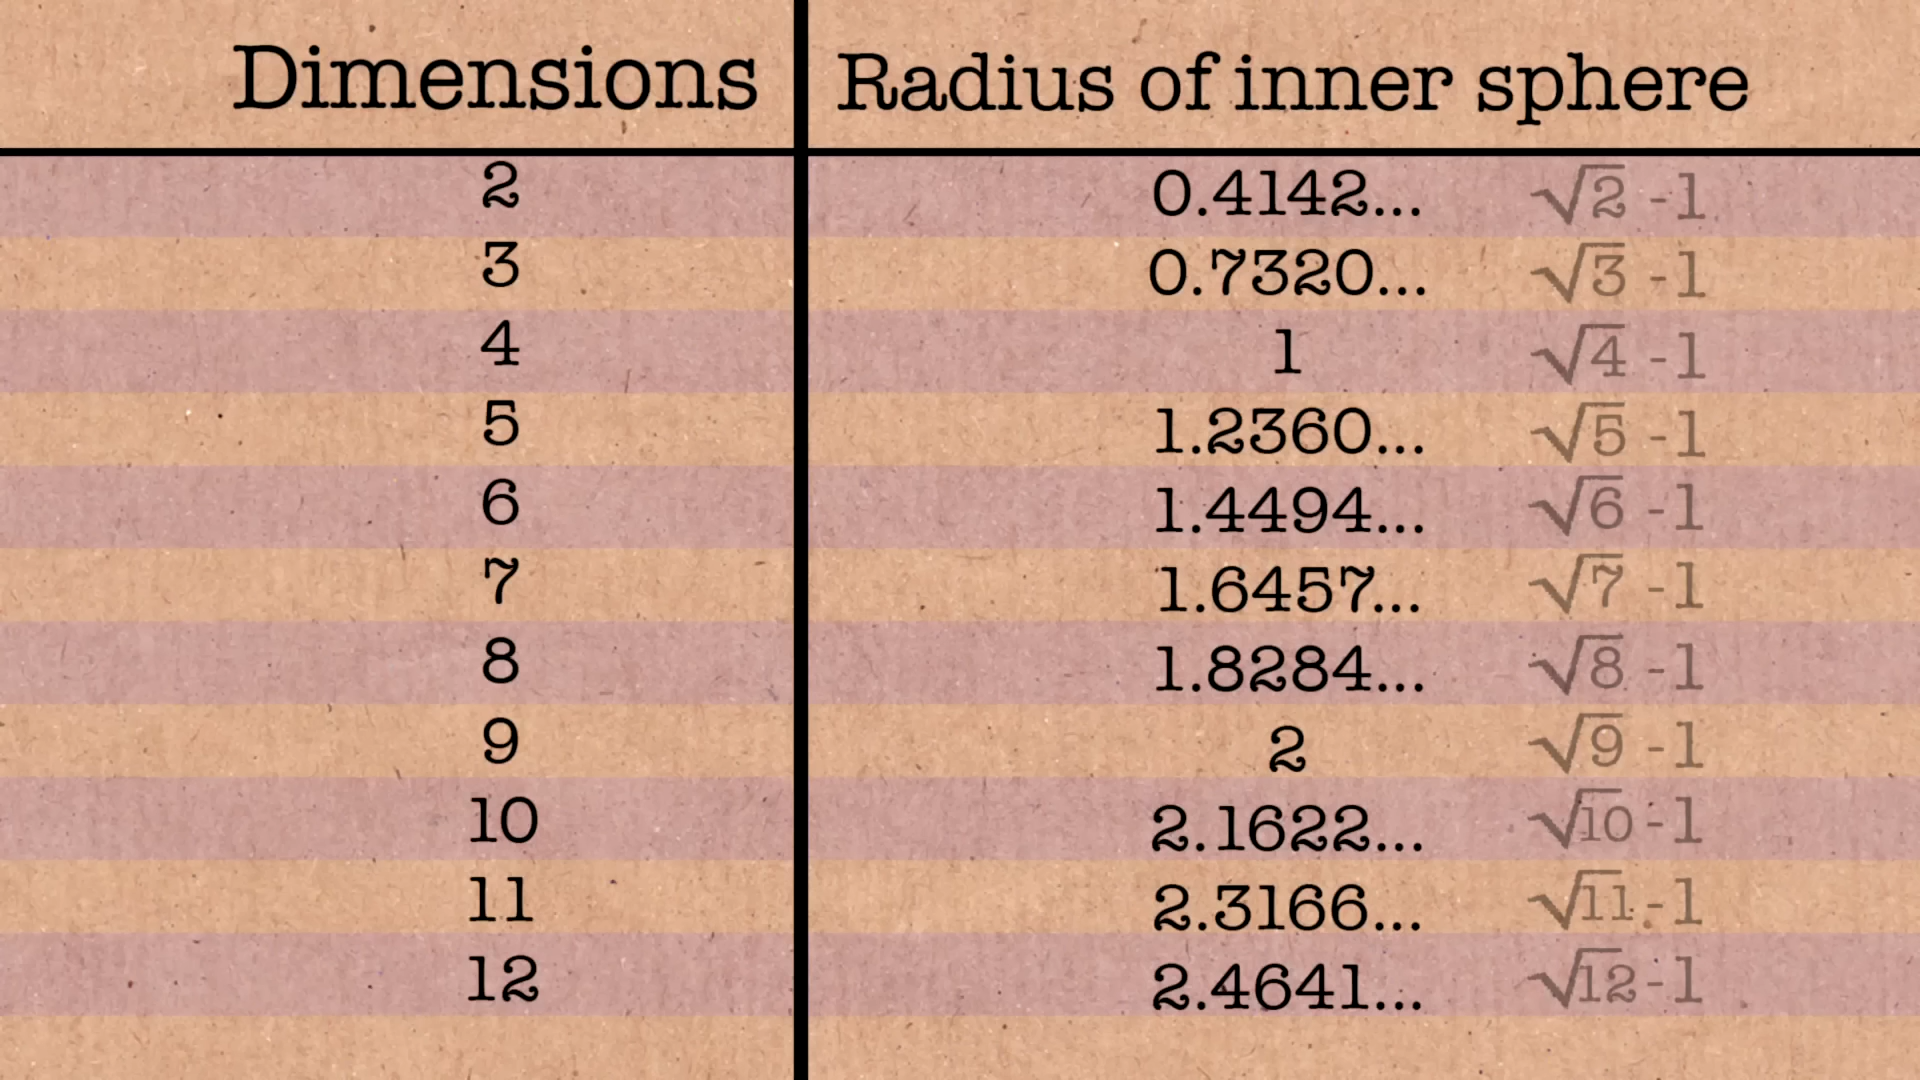 Dimensions Radius of inner sphere
2 0.4142... √2 -1
3 0.7320... √3 -1
4 1 √4 -1
5 1.2360... √5 -1
6 1.4494... √6 -1
7 1.6457... √7 -1
8 1.8284... √8 -1
9 2 √9 -1
10 2.1622... √10 -1
11 2.3166... √11 -1
12 2.4641... √12 -1